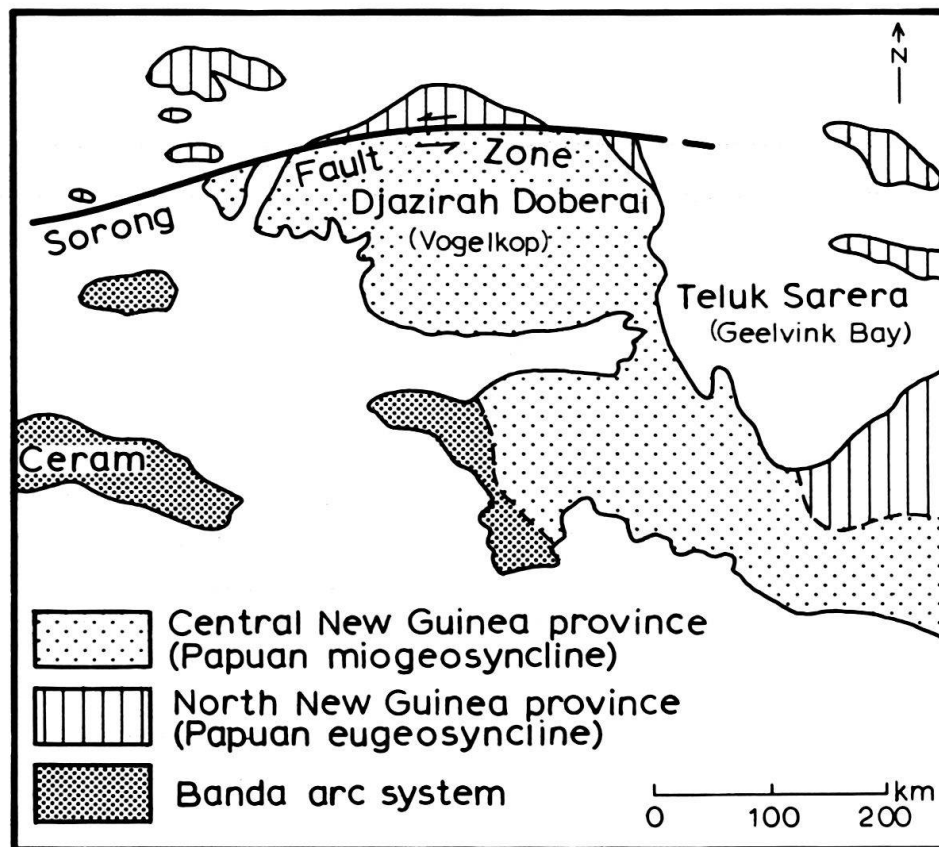 N
Sorong Fault Zone
Djazirah Doberai
(Vogelkop)
Teluk Sarera
(Geelvink Bay)
Ceram
Central New Guinea province
(Papuan miogeosyncline)
North New Guinea province
(Papuan eugeosyncline)
Banda arc system
km
0 100 200